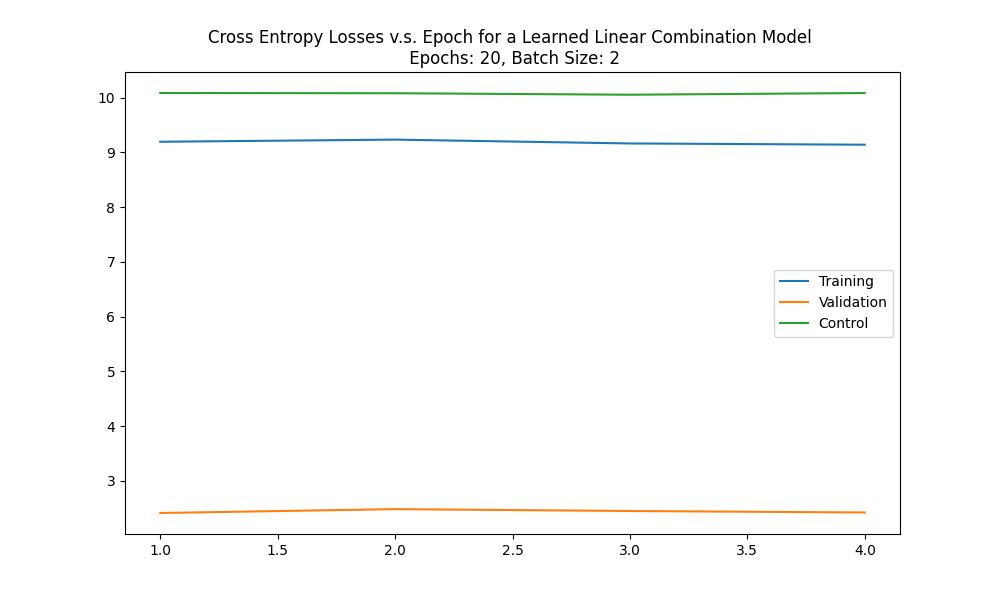 Cross Entropy Losses v.s. Epoch for a Learned Linear Combination Model
Epochs: 20, Batch Size: 2
10
9
8
7
6
5
4
3
Training
Validation
Control
1.0 1.5 2.0 2.5 3.0 3.5 4.0